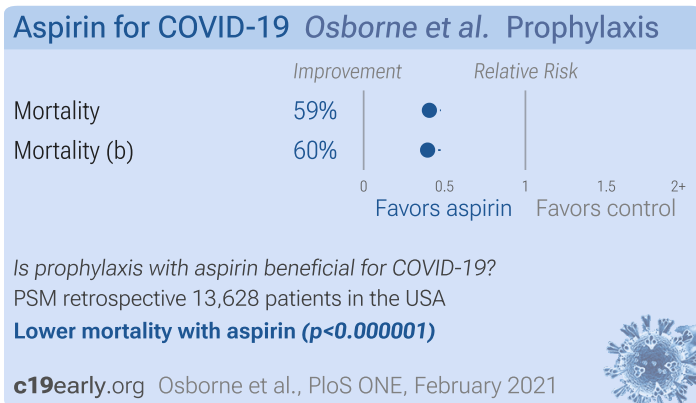 Aspirin for COVID-19 Osborne et al. Prophylaxis
Improvement Relative Risk
Mortality 59%
Mortality (b) 60%
0 0.5 1 1.5 2+
Favors aspirin Favors control
Is prophylaxis with aspirin beneficial for COVID-19?
PSM retrospective 13,628 patients in the USA
Lower mortality with aspirin (p<0.000001)
c19early.org Osborne et al., PloS ONE, February 2021